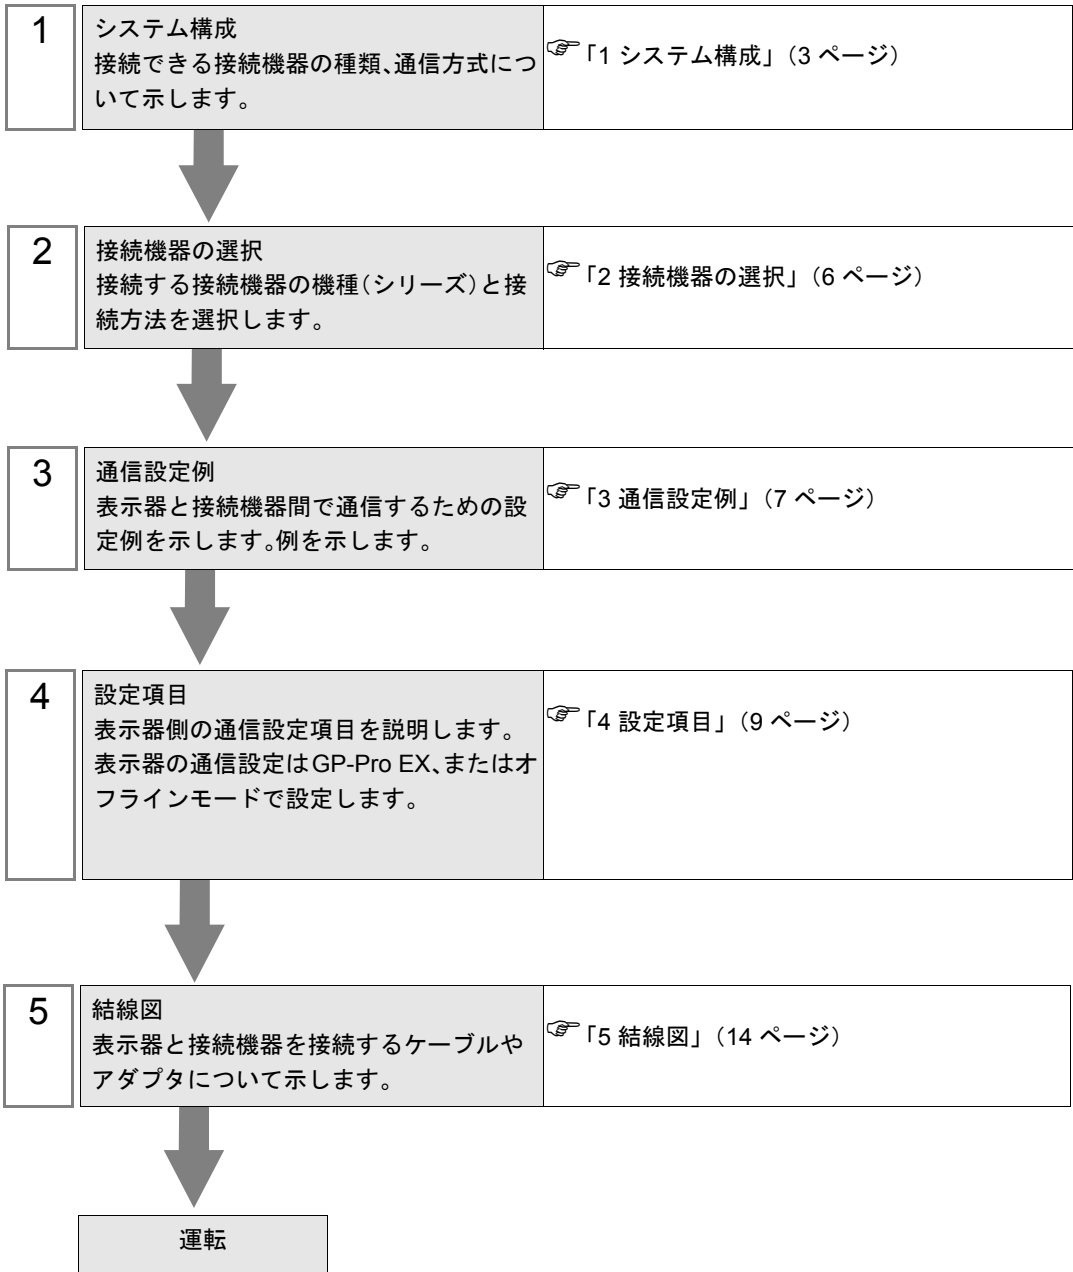 1
システム構成
接続できる接続機器の種類、通信方式につ
いて示します。
☞「1 システム構成」（3 ページ）
2
接続機器の選択
接続する接続機器の機種（シリーズ）と接
続方法を選択します。
☞「2 接続機器の選択」（6 ページ）
3
通信設定例
表示器と接続機器間で通信するための設
定例を示します。例を示します。
☞「3 通信設定例」（7 ページ）
4
設定項目
表示器側の通信設定項目を説明します。
表示器の通信設定はGP-Pro EX、またはオ
フラインモードで設定します。
☞「4 設定項目」（9 ページ）
5
結線図
表示器と接続機器を接続するケーブルや
アダプタについて示します。
☞「5 結線図」（14 ページ）
運転